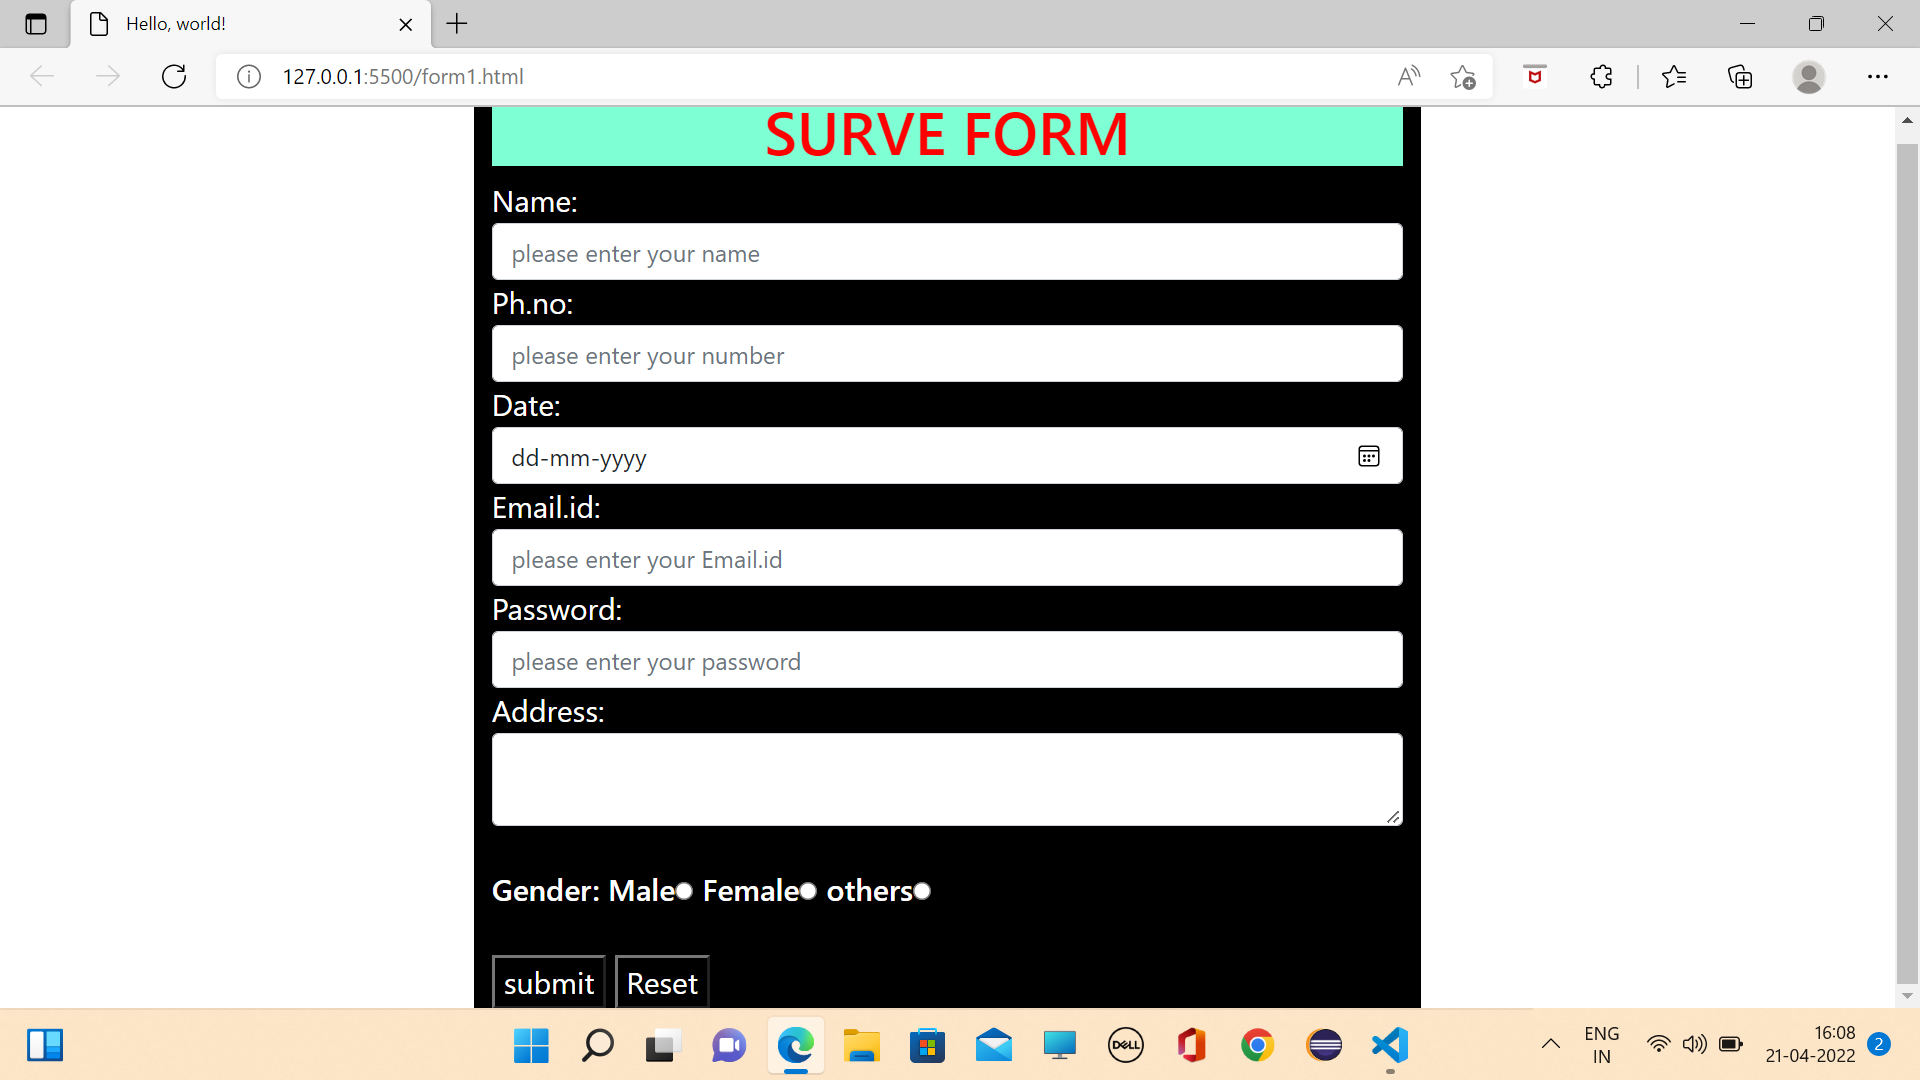 Hello, world!
127.0.0.1:5500/form1.html
SURVE FORM
Name:
please enter your name
Ph.no:
please enter your number
Date:
dd-mm-yyyy
Email.id:
please enter your Email.id
Password:
please enter your password
Address:
Gender: Male Female others
submit Reset
DELL
ENG
IN
16:08
21-04-2022
2